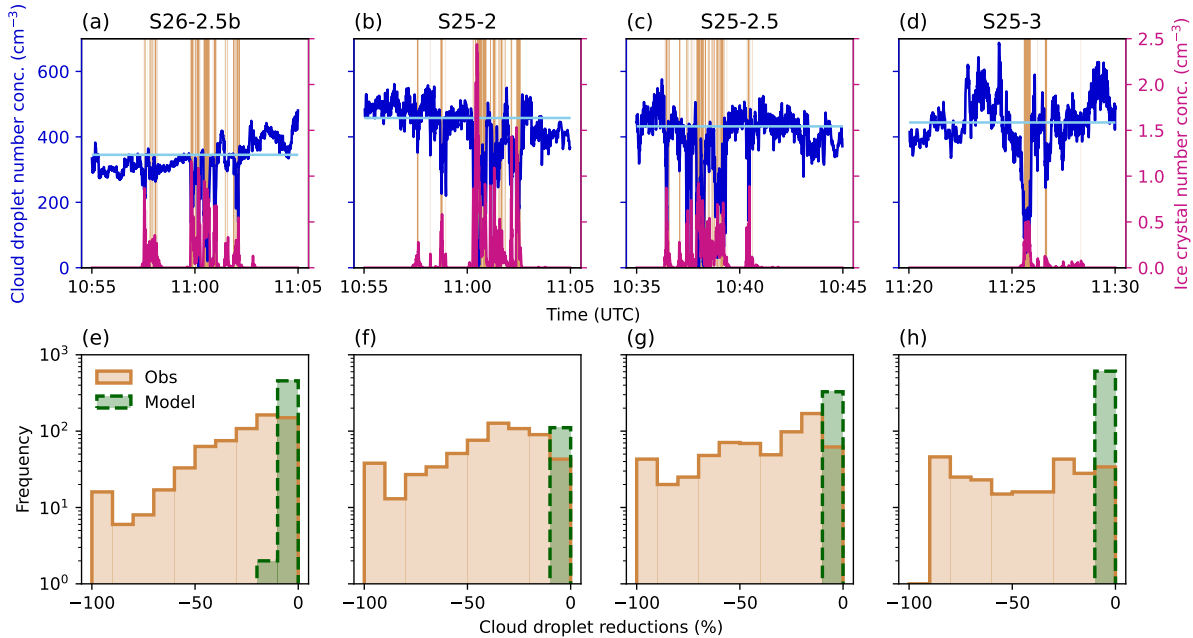 (a) S26-2.5b
(b) S25-2
(c) S25-2.5
(d) S25-3
Cloud droplet number conc. (cm⁻³)
600
400
200
0
2.5
2.0
1.5
1.0
0.5
0.0
Ice crystal number conc. (cm⁻³)
10:55 11:00 11:05
10:55 11:00 11:05
10:35 10:40 10:45
11:20 11:25 11:30
Time (UTC)
(e)
(f)
(g)
(h)
Frequency
10³
10²
10¹
10⁰
Obs
Model
−100 −50 0
−100 −50 0
−100 −50 0
−100 −50 0
Cloud droplet reductions (%)